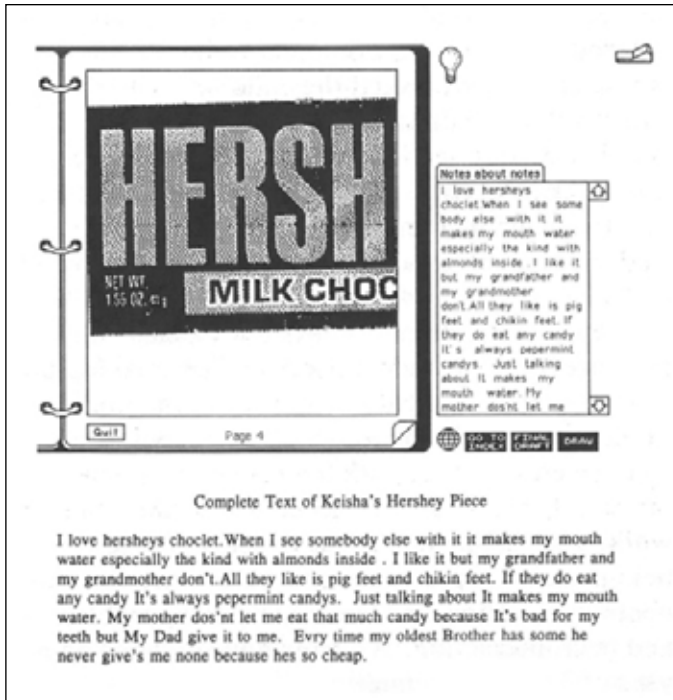 HERSH
NET WT.
1.55 OZ.
MILK CHOC
Notes about notes
I love hersheys
choclet.When I see some
body else with it it
makes my mouth water
especially the kind with
almonds inside . I like it
but my grandfather and
my grandmother
don't.All they like is pig
feet and chikin feet. If
they do eat any candy
It's always pepermint
candys. Just talking
about It makes my
mouth water. My
mother dos'nt let me
Quit
Page 4
GO TO INDEX
FINAL DRAFT
DRAW
Complete Text of Keisha's Hershey Piece
I love hersheys choclet.When I see somebody else with it it makes my mouth
water especially the kind with almonds inside . I like it but my grandfather and
my grandmother don't.All they like is pig feet and chikin feet. If they do eat
any candy It's always pepermint candys. Just talking about It makes my mouth
water. My mother dos'nt let me eat that much candy because It's bad for my
teeth but My Dad give it to me. Evry time my oldest Brother has some he
never give's me none because hes so cheap.